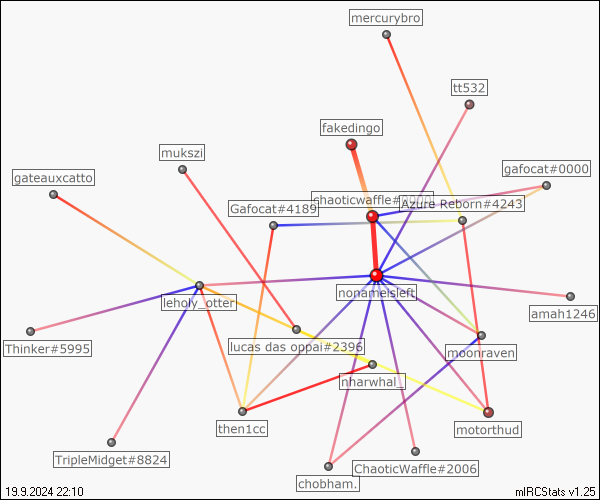 mercurybro
tt532
fakedingo
mukszi
gafocat#0000
gateauxcatto
chaoticwaffle#0000
Azure Reborn#4243
Gafocat#4189
nonameisleft
leholy_otter
amah1246
Thinker#5995
lucas das oppai#2396
moonraven
nharwhal_
then1cc
motorthud
TripleMidget#8824
ChaoticWaffle#2006
chobham.
19.9.2024 22:10
mIRCStats v1.25